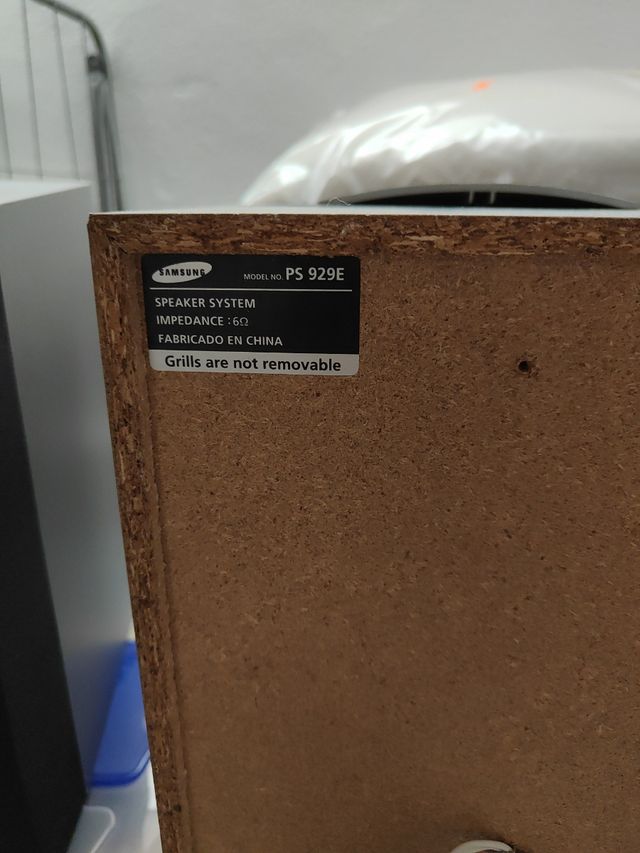 SAMSUNG MODEL NO. PS 929E
SPEAKER SYSTEM
IMPEDANCE : 6Ω
FABRICADO EN CHINA
Grills are not removable